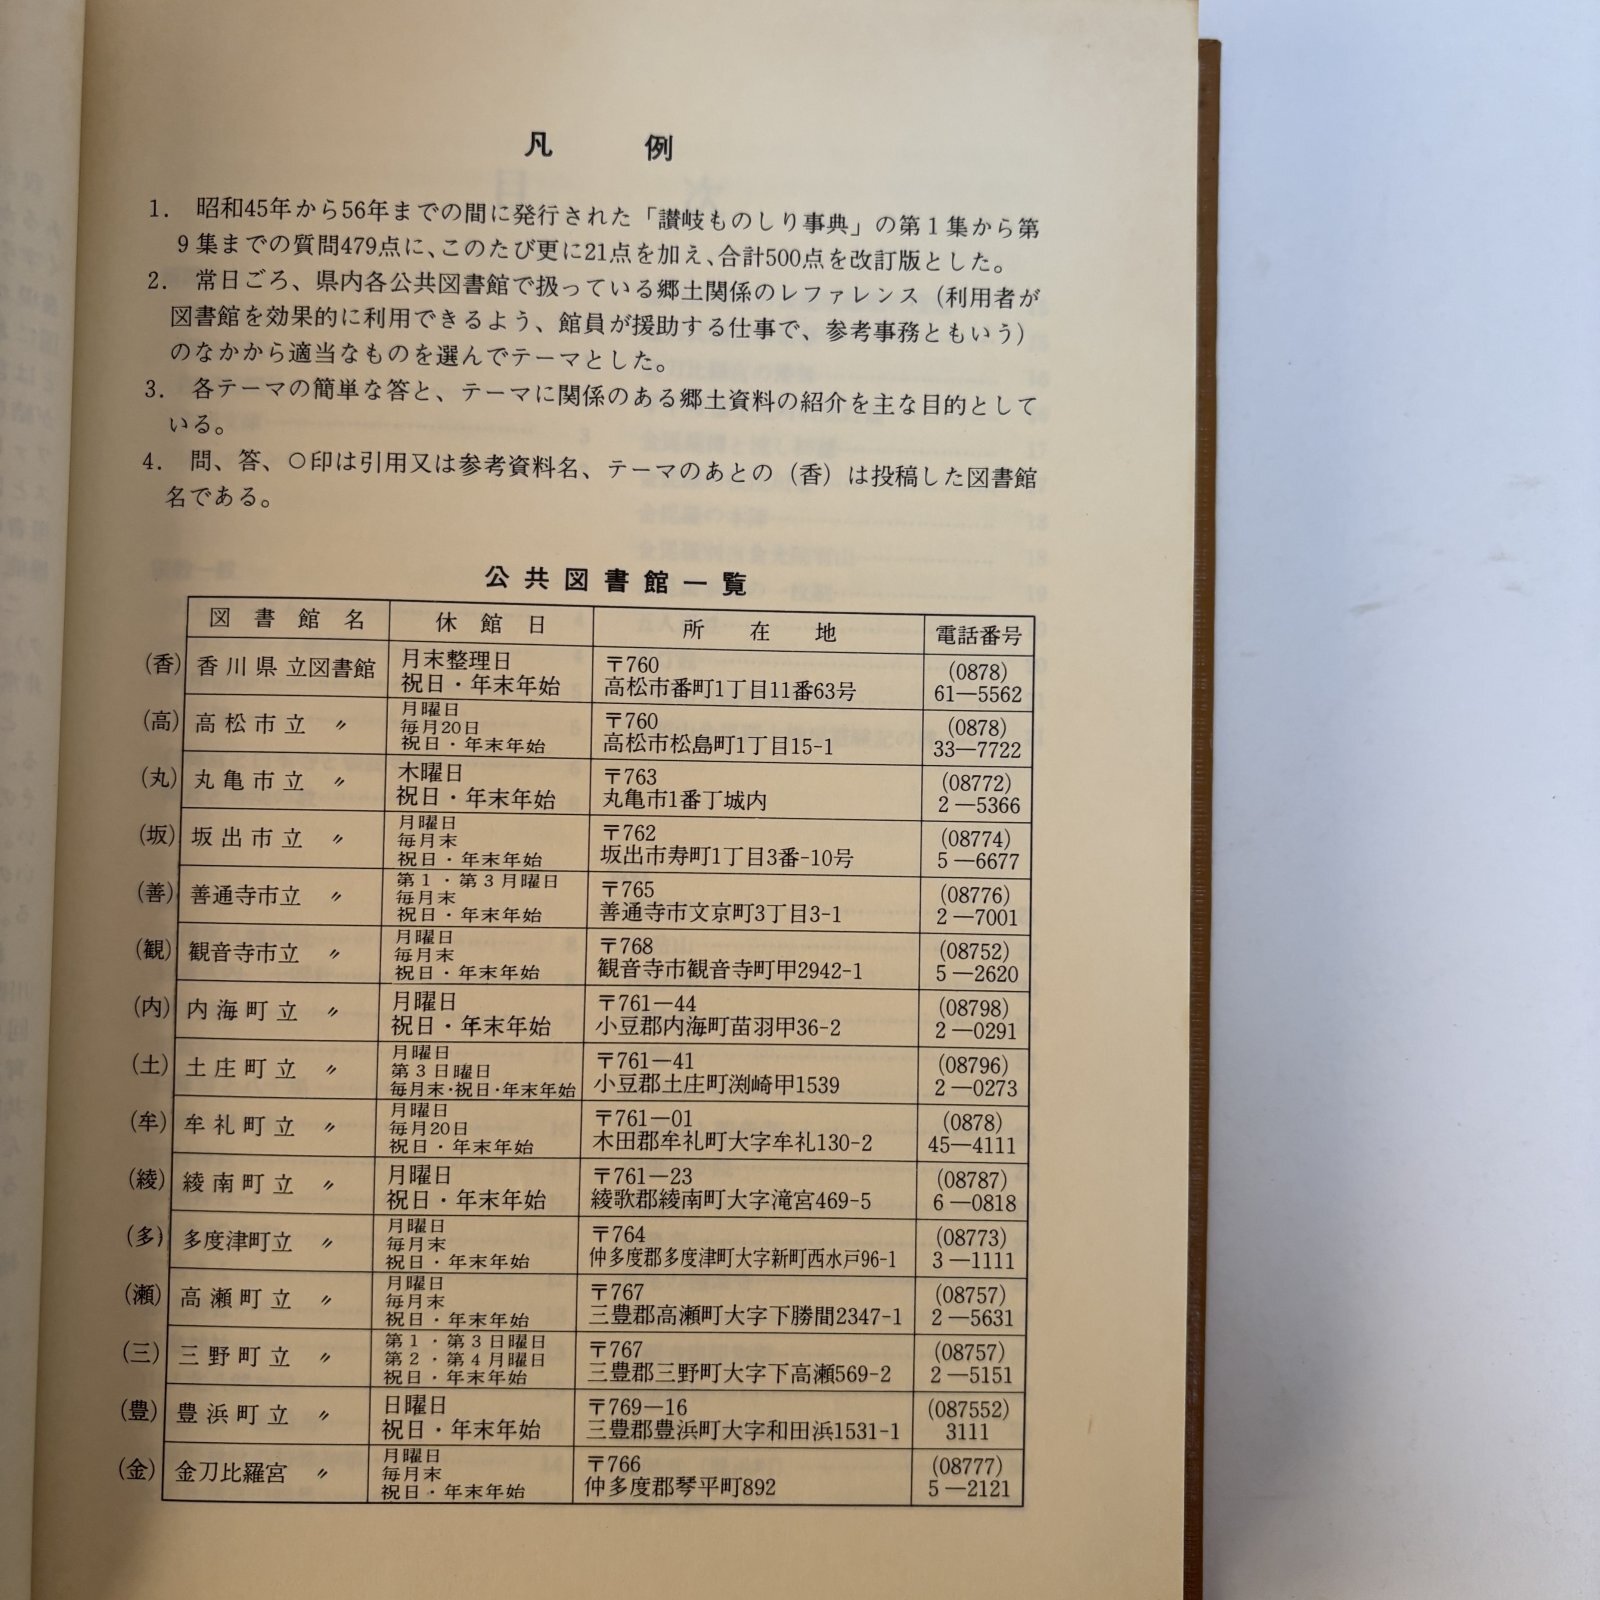 凡 例
1. 昭和45年から56年までの間に発行された「讃岐ものしり事典」の第1集から第
9集までの質問479点に、このたび更に21点を加え、合計500点を改訂版とした。
2. 常日ごろ、県内各公共図書館で扱っている郷土関係のレファレンス（利用者が
図書館を効果的に利用できるよう、館員が援助する仕事で、参考事務ともいう）
のなかから適当なものを選んでテーマとした。
3. 各テーマの簡単な答と、テーマに関係のある郷土資料の紹介を主な目的として
いる。
4. 問、答、○印は引用又は参考資料名、テーマのあとの（香）は投稿した図書館
名である。
公共図書館一覧
図書館名 休館日 所在地 電話番号
(香) 香川県立図書館 月末整理日 〒760 (0878)
祝日・年末年始 高松市番町1丁目11番63号 61—5562
(高) 高松市立 〃 月曜日 〒760 (0878)
毎月20日
祝日・年末年始 高松市松島町1丁目15-1 33—7722
(丸) 丸亀市立 〃 木曜日 〒763 (08772)
祝日・年末年始 丸亀市1番丁城内 2—5366
(坂) 坂出市立 〃 月曜日 〒762 (08774)
毎月末
祝日・年末年始 坂出市寿町1丁目3番-10号 5—6677
(善) 善通寺市立 〃 第1・第3月曜日 〒765 (08776)
毎月末
祝日・年末年始 善通寺市文京町3丁目3-1 2—7001
(観) 観音寺市立 〃 月曜日 〒768 (08752)
毎月末
祝日・年末年始 観音寺市観音寺町甲2942-1 5—2620
(内) 内海町立 〃 月曜日 〒761—44 (08798)
祝日・年末年始 小豆郡内海町苗羽甲36-2 2—0291
(土) 土庄町立 〃 月曜日 〒761—41 (08796)
第3日曜日
毎月末・祝日・年末年始 小豆郡土庄町渕崎甲1539 2—0273
(牟) 牟礼町立 〃 月曜日 〒761—01 (0878)
毎月20日
祝日・年末年始 木田郡牟礼町大字牟礼130-2 45—4111
(綾) 綾南町立 〃 月曜日 〒761—23 (08787)
祝日・年末年始 綾歌郡綾南町大字滝宮469-5 6—0818
(多) 多度津町立 〃 月曜日 〒764 (08773)
毎月末
祝日・年末年始 仲多度郡多度津町大字新町西水戸96-1 3—1111
(瀬) 高瀬町立 〃 月曜日 〒767 (08757)
毎月末
祝日・年末年始 三豊郡高瀬町大字下勝間2347-1 2—5631
(三) 三野町立 〃 第1・第3日曜日 〒767 (08757)
第2・第4月曜日
祝日・年末年始 三豊郡三野町大字下高瀬569-2 2—5151
(豊) 豊浜町立 〃 日曜日 〒769—16 (087552)
祝日・年末年始 三豊郡豊浜町大字和田浜1531-1 3111
(金) 金刀比羅宮 〃 月曜日 〒766 (08777)
毎月末
祝日・年末年始 仲多度郡琴平町892 5—2121